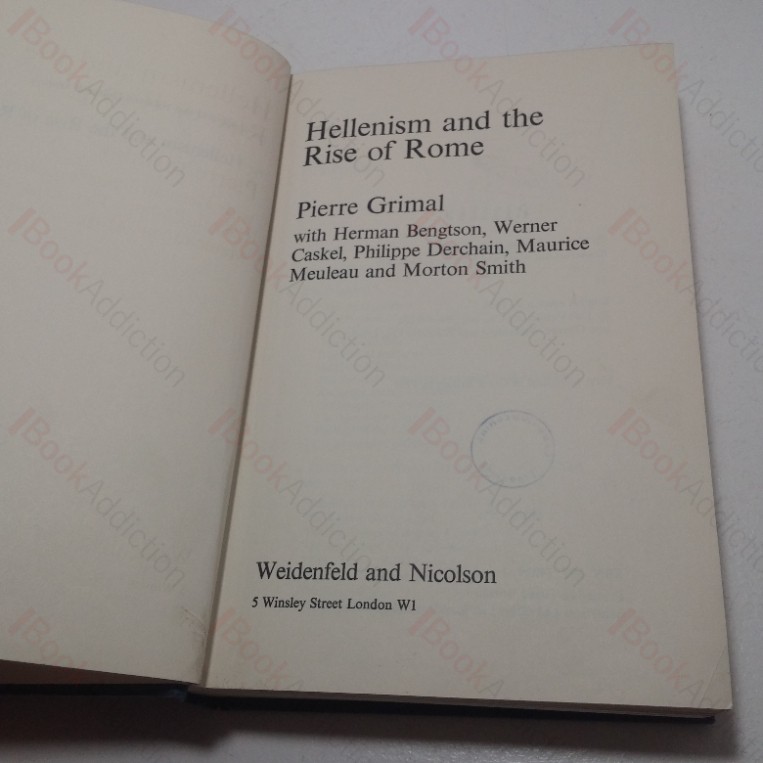 Hellenism and the
Rise of Rome
Pierre Grimal
with Herman Bengtson, Werner
Caskel, Philippe Derchain, Maurice
Meuleau and Morton Smith
Weidenfeld and Nicolson
5 Winsley Street London W1
BookAddiction